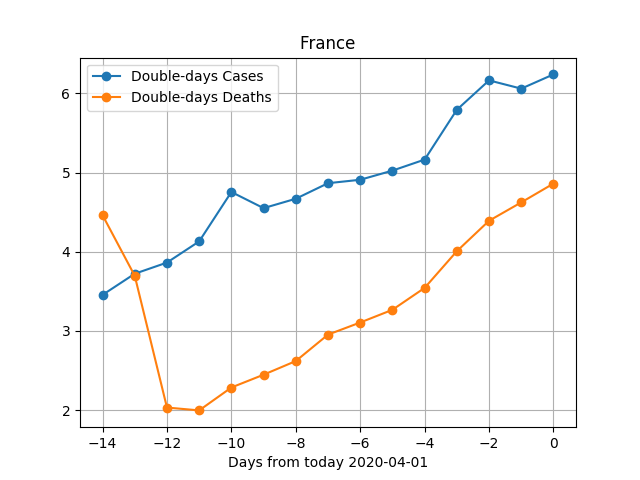 France
Double-days Cases
Double-days Deaths
6
5
4
3
2
−14 −12 −10 −8 −6 −4 −2 0
Days from today 2020-04-01